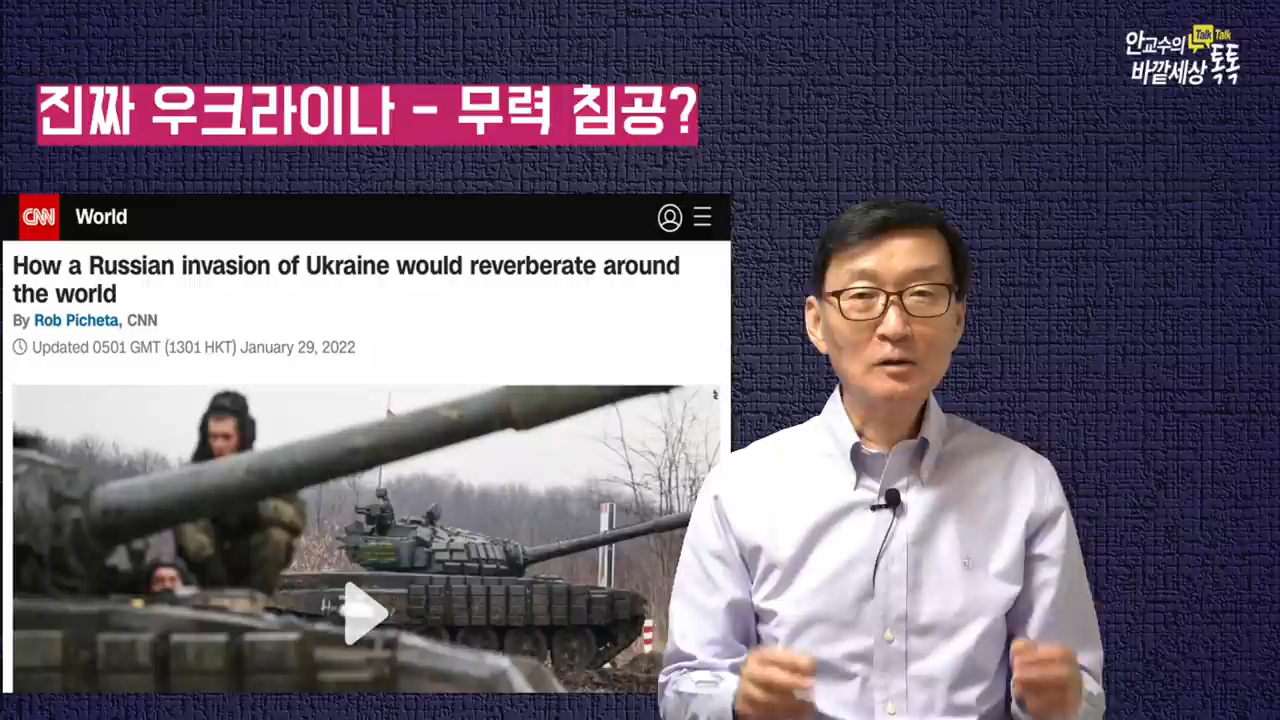 안교수의 Talk Talk
바깥세상 톡톡
진짜 우크라이나 - 무력 침공?
CNN World
How a Russian invasion of Ukraine would reverberate around
the world
By Rob Picheta, CNN
Updated 0501 GMT (1301 HKT) January 29, 2022